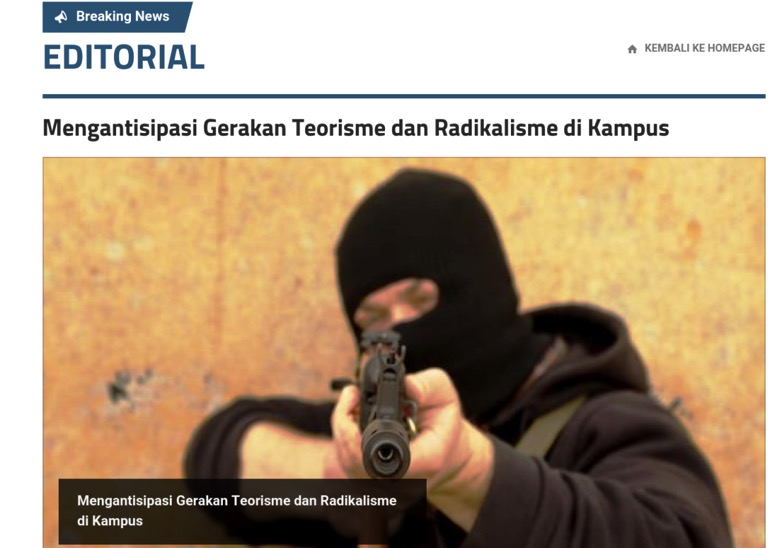 Breaking News
EDITORIAL
KEMBALI KE HOMEPAGE
Mengantisipasi Gerakan Teorisme dan Radikalisme di Kampus
Mengantisipasi Gerakan Teorisme dan Radikalisme
di Kampus